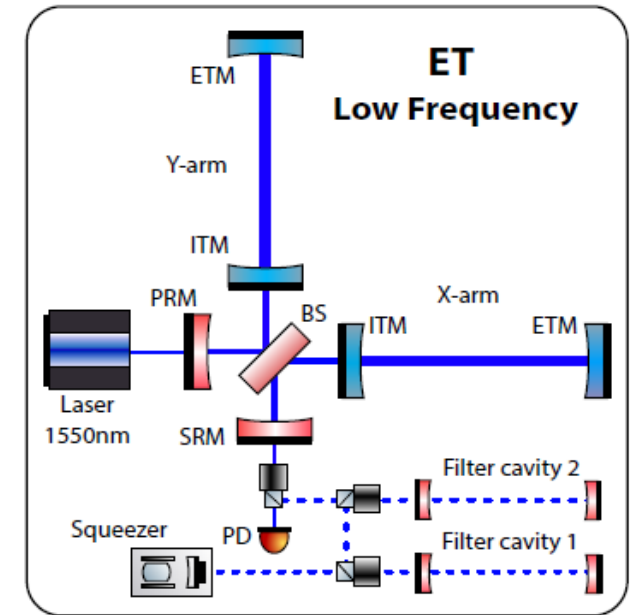 ET
Low Frequency
ETM
Y-arm
ITM
PRM
BS
ITM
X-arm
ETM
Laser
1550nm
SRM
Filter cavity 2
Squeezer
PD
Filter cavity 1